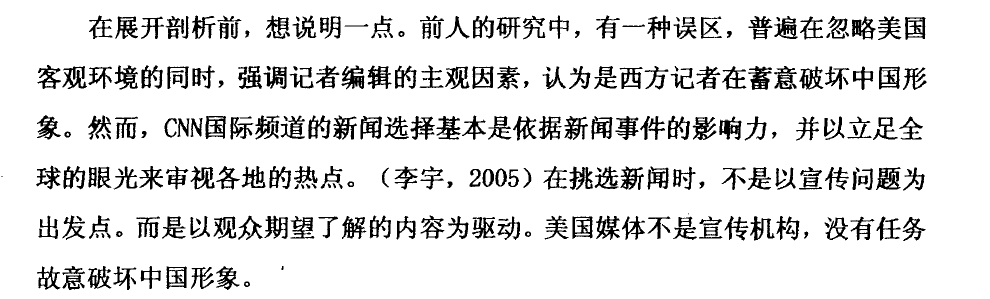 在展开剖析前，想说明一点。前人的研究中，有一种误区，普遍在忽略美国
客观环境的同时，强调记者编辑的主观因素，认为是西方记者在蓄意破坏中国形
象。然而，CNN国际频道的新闻选择基本是依据新闻事件的影响力，并以立足全
球的眼光来审视各地的热点。（李宇，2005）在挑选新闻时，不是以宣传问题为
出发点。而是以观众期望了解的内容为驱动。美国媒体不是宣传机构，没有任务
故意破坏中国形象。